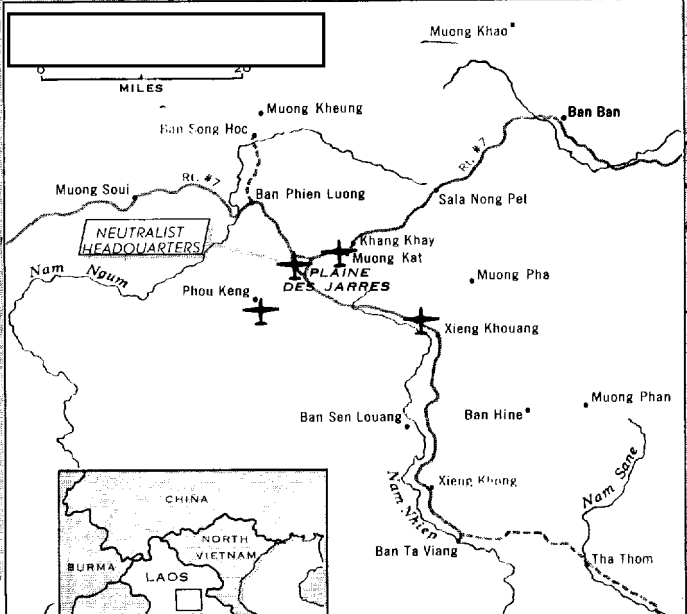 Muong Khao
0 20
MILES
Muong Kheung
Ban Song Hoc
Ban Ban
Rt. #7
Rt. #7
Muong Soui
Ban Phien Luong
Sala Nong Pet
NEUTRALIST
HEADQUARTERS
Khang Khay
Muong Kat
Nam Ngum
PLAINE
DES JARRES
Muong Pha
Phou Keng
Xieng Khouang
Muong Phan
Ban Sen Louang
Ban Hine
Nam Sane
Xieng Khong
Nam Nhiep
CHINA
NORTH
VIETNAM
Ban Ta Viang
Tha Thom
BURMA
LAOS